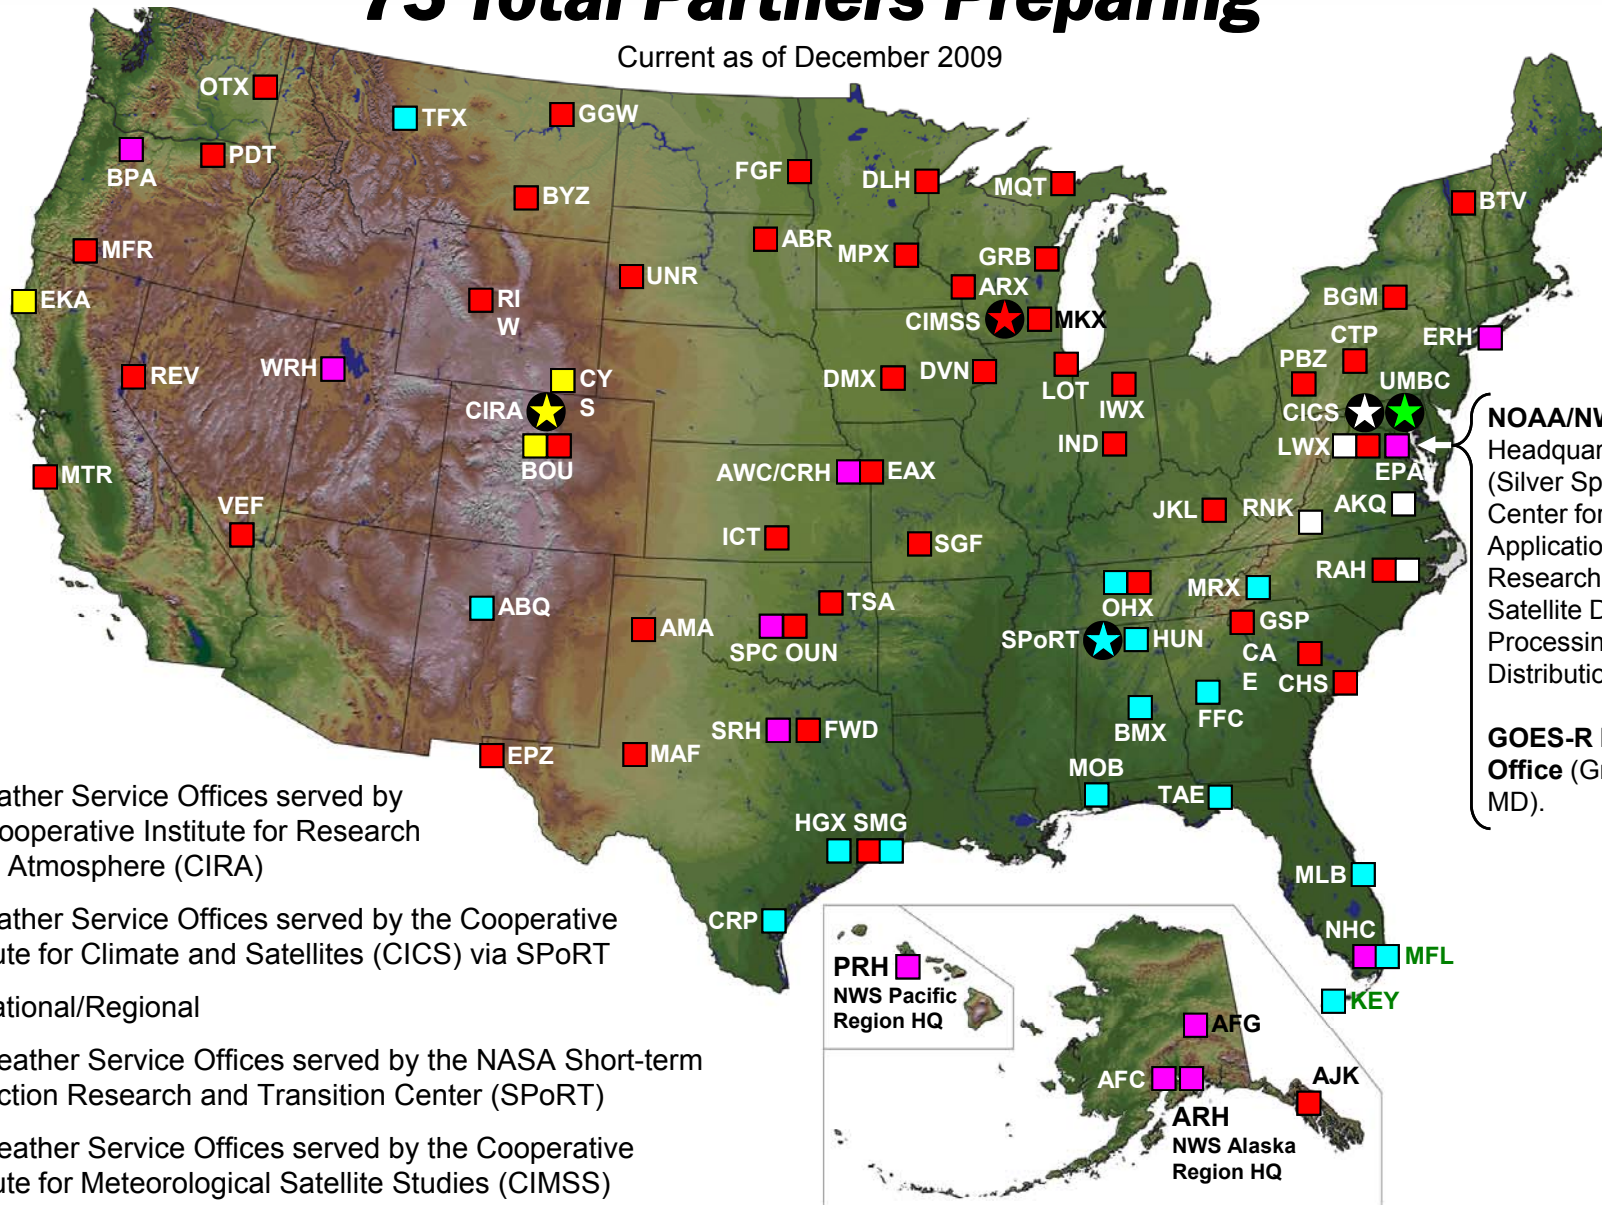 73 Total Partners Preparing
Current as of December 2009
OTX
TFX
GGW
BPA
PDT
BYZ
FGF
DLH
MQT
BTV
MFR
ABR
MPX
GRB
UNR
ARX
EKA
RI
W
CIMSS
MKX
BGM
CTP
ERH
REV
WRH
CY
S
DMX
DVN
LOT
IWX
PBZ
UMBC
CIRA
CICS
BOU
IND
LWX
EPA
MTR
AWC/CRH
EAX
VEF
ICT
SGF
JKL
RNK
AKQ
RAH
ABQ
TSA
OHX
MRX
AMA
SPC OUN
SPoRT
HUN
GSP
CA
E
CHS
SRH
FWD
BMX
FFC
EPZ
MAF
MOB
TAE
HGX SMG
MLB
CRP
NHC
MFL
KEY
NOAA/NW
Headquar
(Silver Sp
Center for
Applicatio
Research
Satellite D
Processin
Distributio
GOES-R
Office (Gr
MD).
ather Service Offices served by
ooperative Institute for Research
Atmosphere (CIRA)
ather Service Offices served by the Cooperative
ute for Climate and Satellites (CICS) via SPoRT
ational/Regional
eather Service Offices served by the NASA Short-term
ction Research and Transition Center (SPoRT)
eather Service Offices served by the Cooperative
ute for Meteorological Satellite Studies (CIMSS)
PRH
NWS Pacific
Region HQ
AFG
AFC
AJK
ARH
NWS Alaska
Region HQ